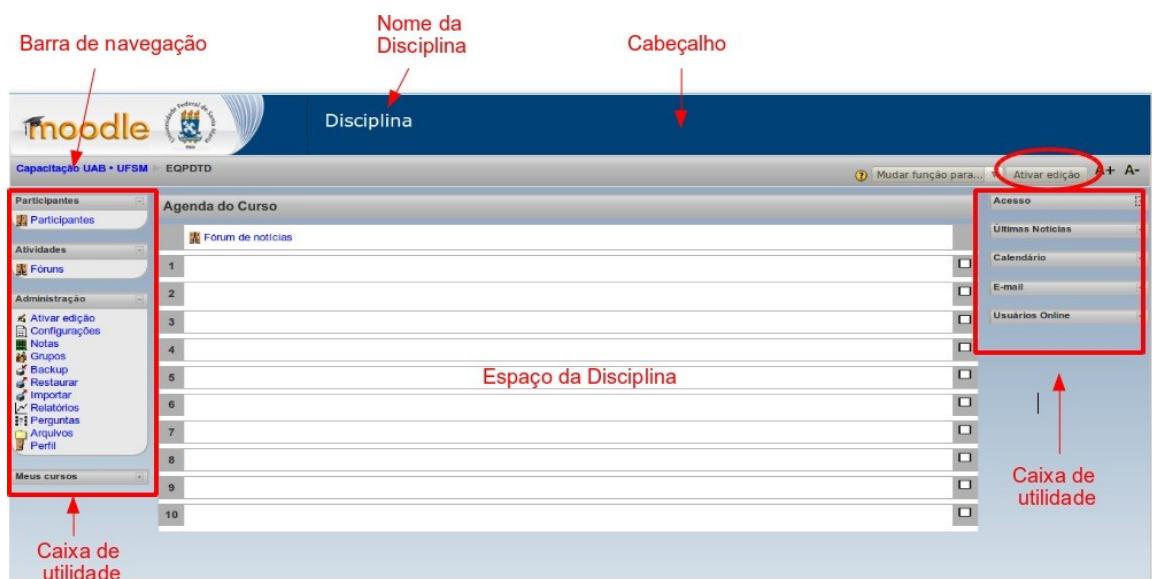 Nome da
Disciplina
Barra de navegação
Cabeçalho
moodle
Disciplina
Capacitação UAB • UFSM
EQPDTD
Mudar função para...
Ativar edição
A+ A-
Participantes
Participantes
Atividades
Fóruns
Administração
Ativar edição
Configurações
Notas
Grupos
Backup
Restaurar
Importar
Relatórios
Perguntas
Arquivos
Perfil
Meus cursos
Agenda do Curso
Fórum de notícias
1
2
3
4
5
6
7
8
9
10
Espaço da Disciplina
Acesso
Últimas Notícias
Calendário
E-mail
Usuários Online
Caixa de
utilidade
Caixa de
utilidade